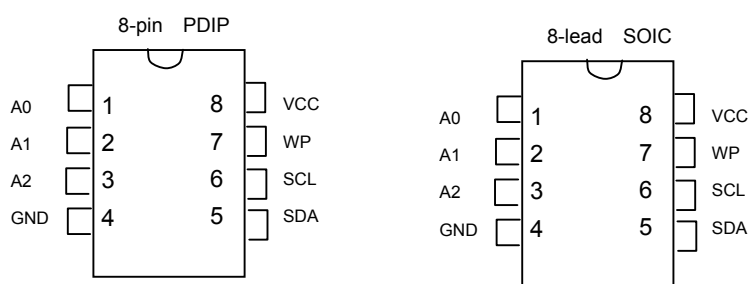 8-pin PDIP
A0 1 8 VCC
A1 2 7 WP
A2 3 6 SCL
GND 4 5 SDA
8-lead SOIC
A0 1 8 VCC
A1 2 7 WP
A2 3 6 SCL
GND 4 5 SDA